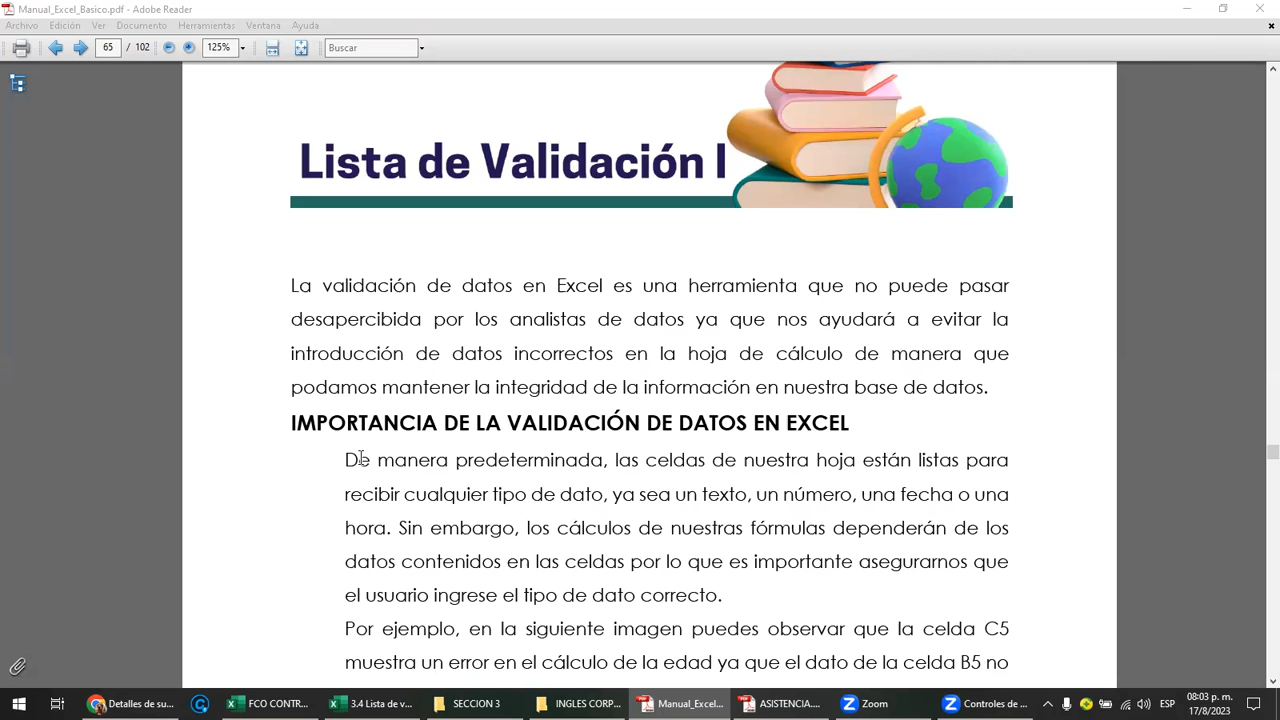 Manual_Excel_Basico.pdf - Adobe Reader
Archivo Edición Ver Documento Herramientas Ventana Ayuda
65 / 102 125% Buscar
Lista de Validación I
La validación de datos en Excel es una herramienta que no puede pasar
desapercibida por los analistas de datos ya que nos ayudará a evitar la
introducción de datos incorrectos en la hoja de cálculo de manera que
podamos mantener la integridad de la información en nuestra base de datos.
IMPORTANCIA DE LA VALIDACIÓN DE DATOS EN EXCEL
De manera predeterminada, las celdas de nuestra hoja están listas para
recibir cualquier tipo de dato, ya sea un texto, un número, una fecha o una
hora. Sin embargo, los cálculos de nuestras fórmulas dependerán de los
datos contenidos en las celdas por lo que es importante asegurarnos que
el usuario ingrese el tipo de dato correcto.
Por ejemplo, en la siguiente imagen puedes observar que la celda C5
muestra un error en el cálculo de la edad ya que el dato de la celda B5 no
Detalles de su... FCO CONTR... 3.4 Lista de v... SECCION 3 INGLES CORP... Manual_Excel... ASISTENCIA.... Zoom Controles de ... ESP 08:03 p. m.
17/8/2023